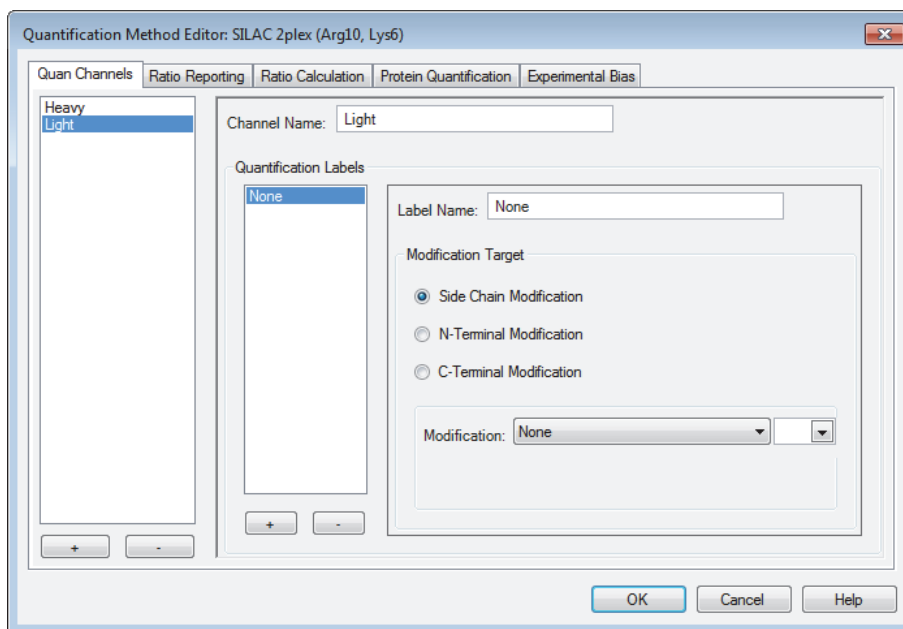 Quantification Method Editor: SILAC 2plex (Arg10, Lys6)
Quan Channels Ratio Reporting Ratio Calculation Protein Quantification Experimental Bias
Heavy
Light
Channel Name: Light
Quantification Labels
None
Label Name: None
Modification Target
Side Chain Modification
N-Terminal Modification
C-Terminal Modification
Modification: None
+ -
+ -
OK Cancel Help